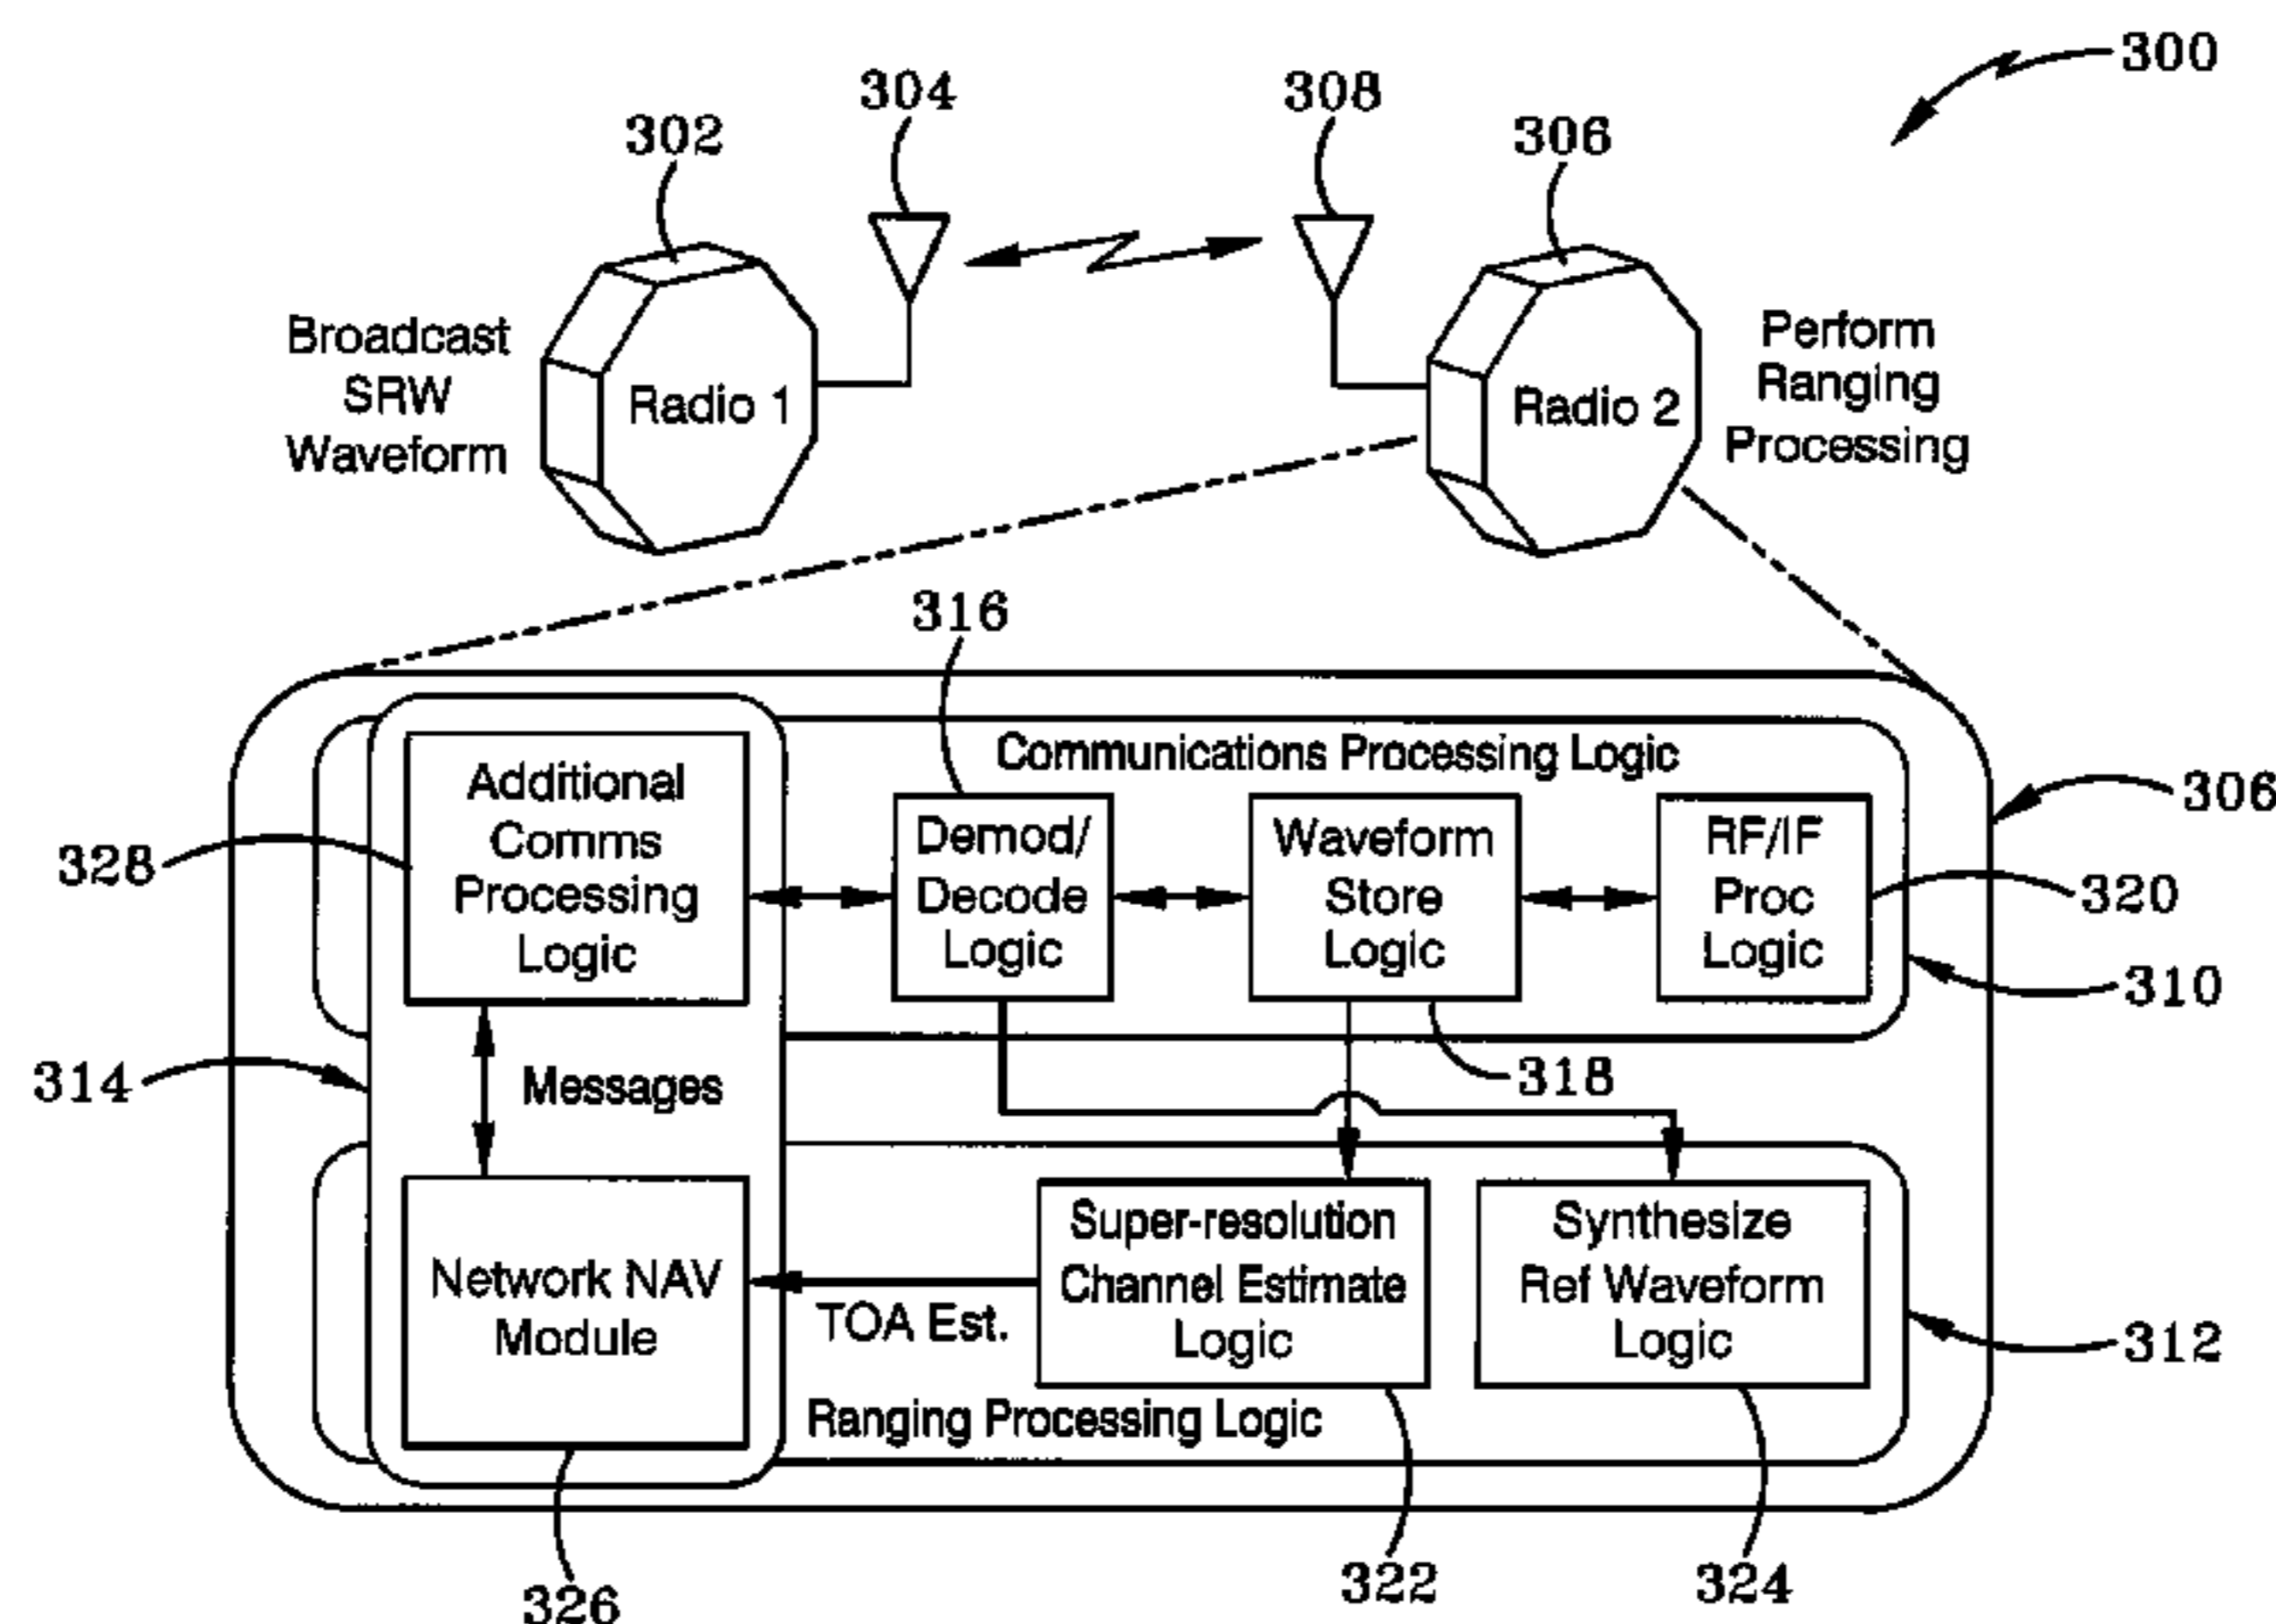 300
304
308
302
306
Broadcast
SRW
Waveform
Radio 1
Radio 2
Perform
Ranging
Processing
316
Communications Processing Logic
Additional
Comms
Processing
Logic
Demod/
Decode
Logic
Waveform
Store
Logic
RF/IF
Proc
Logic
306
328
320
310
314
Messages
318
Network NAV
Module
TOA Est.
Super-resolution
Channel Estimate
Logic
Synthesize
Ref Waveform
Logic
312
Ranging Processing Logic
326
322
324